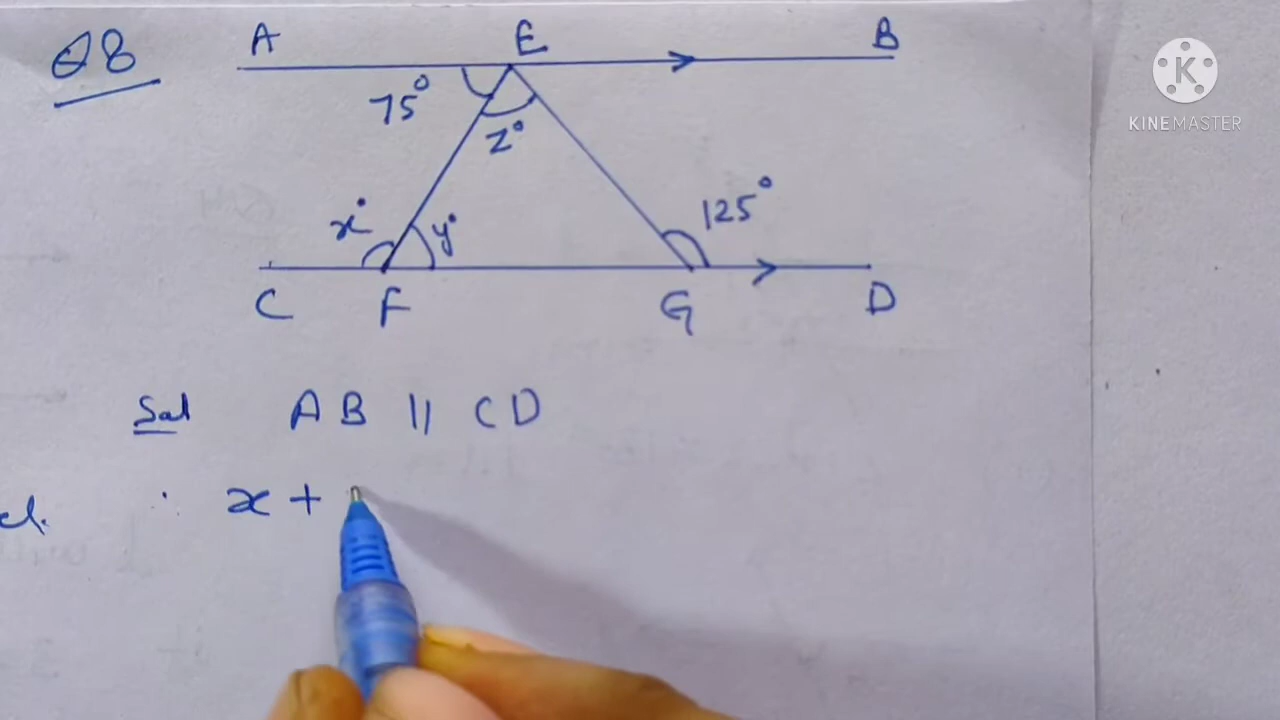 Q8
A E B
75°
z°
x° y° 125°
C F G D
Sol AB || CD
∴ x +
K
KINEMASTER